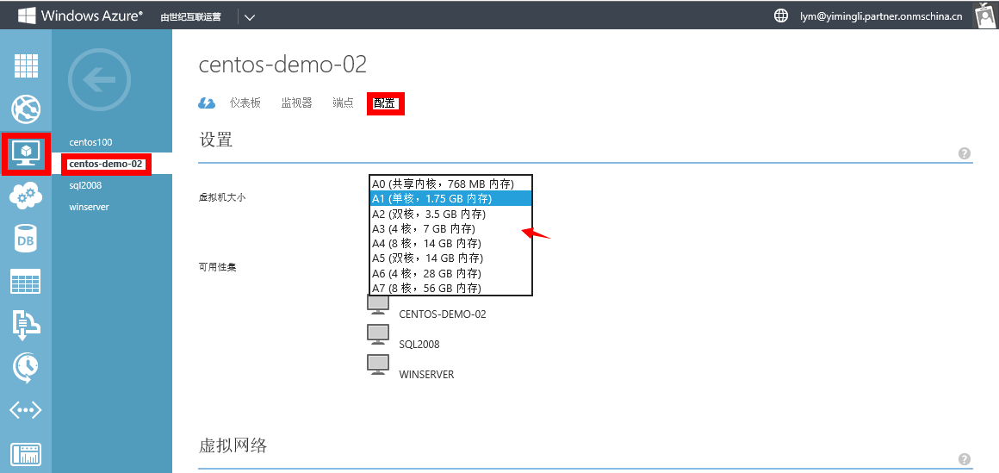 Windows Azure® 由世纪互联运营 lym@yimingli.partner.onmschina.cn
centos-demo-02
仪表板 监视器 端点 配置
设置
?
centos100
centos-demo-02
sql2008
winserver
虚拟机大小
A0 (共享内核，768 MB 内存)
A1 (单核，1.75 GB 内存)
A2 (双核，3.5 GB 内存)
A3 (4 核，7 GB 内存)
A4 (8 核，14 GB 内存)
A5 (双核，14 GB 内存)
A6 (4 核，28 GB 内存)
A7 (8 核，56 GB 内存)
可用性集
CENTOS-DEMO-02
SQL2008
WINSERVER
DB
虚拟网络
?